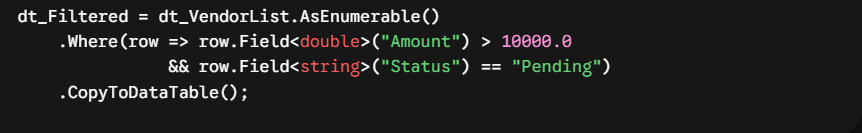 dt_Filtered = dt_VendorList.AsEnumerable()
    .Where(row => row.Field<double>("Amount") > 10000.0
               && row.Field<string>("Status") == "Pending")
    .CopyToDataTable();